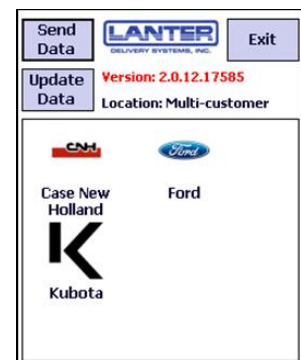 Send
Data
LANTER
DELIVERY SYSTEMS, INC.
Exit
Update
Data
Version: 2.0.12.17585
Location: Multi-customer
CNH
Ford
Case New
Holland
Ford
K
Kubota